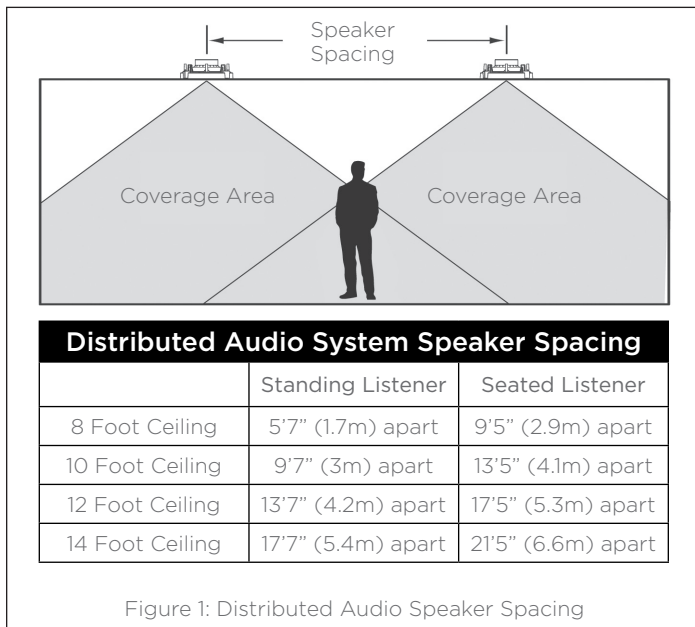 Speaker
Spacing
Coverage Area
Coverage Area
Distributed Audio System Speaker Spacing
Standing Listener Seated Listener
8 Foot Ceiling 5’7” (1.7m) apart 9’5” (2.9m) apart
10 Foot Ceiling 9’7” (3m) apart 13’5” (4.1m) apart
12 Foot Ceiling 13’7” (4.2m) apart 17’5” (5.3m) apart
14 Foot Ceiling 17’7” (5.4m) apart 21’5” (6.6m) apart
Figure 1: Distributed Audio Speaker Spacing